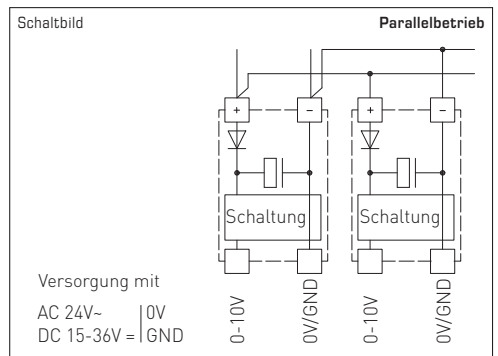 Schaltbild
Parallelbetrieb
+ − + −
Schaltung Schaltung
Versorgung mit
AC 24V~ | 0V
DC 15-36V = | GND
0-10V
0V/GND
0-10V
0V/GND